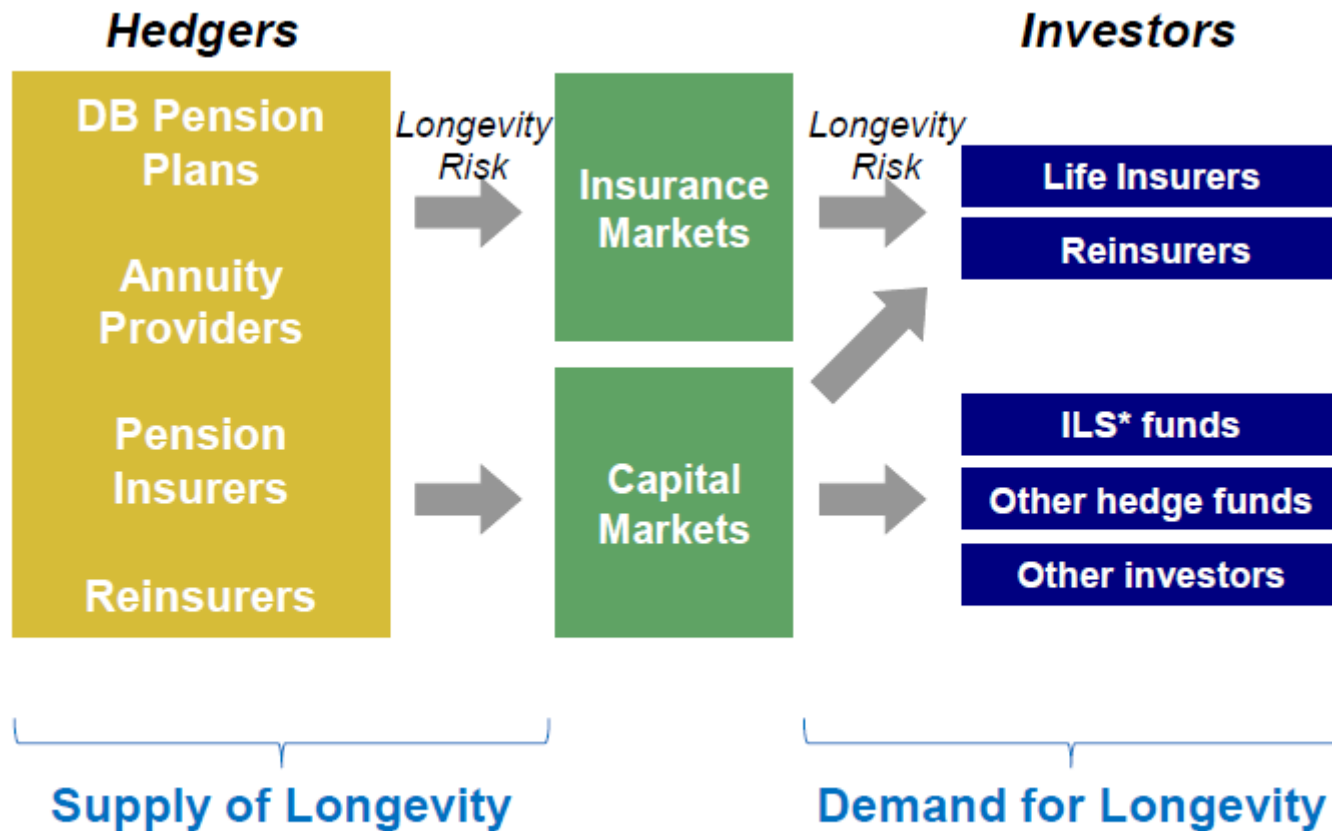 Hedgers
Investors
DB Pension
Plans
Annuity
Providers
Pension
Insurers
Reinsurers
Longevity
Risk
Insurance
Markets
Capital
Markets
Longevity
Risk
Life Insurers
Reinsurers
ILS* funds
Other hedge funds
Other investors
Supply of Longevity
Demand for Longevity